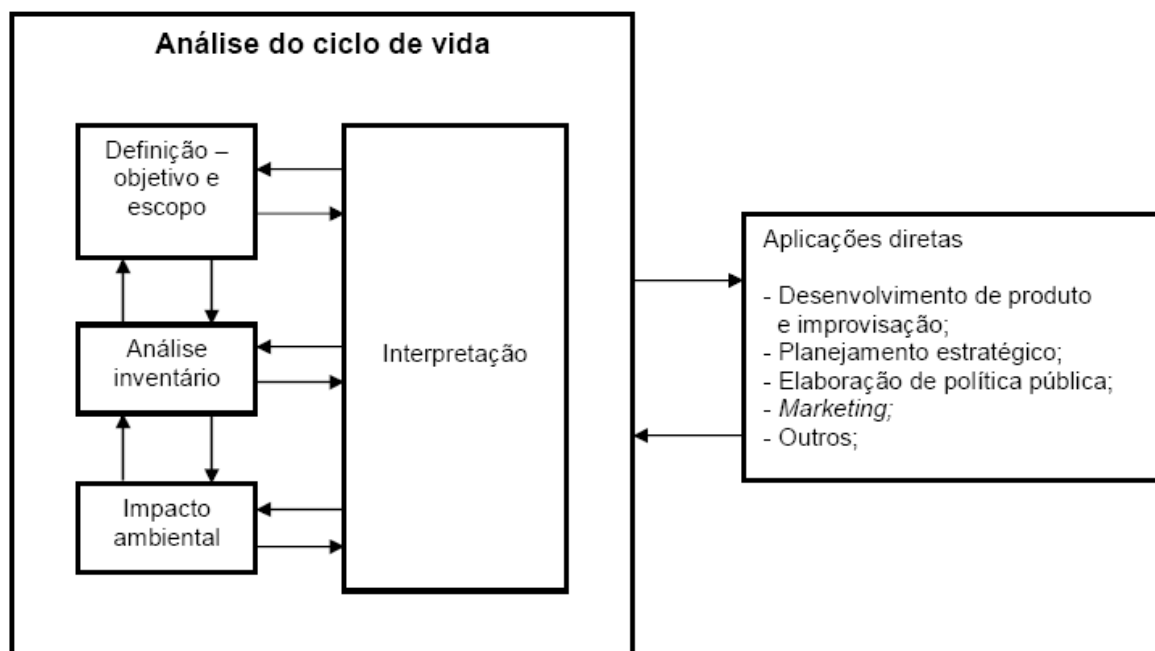 Análise do ciclo de vida
Definição –
objetivo e
escopo
Análise
inventário
Impacto
ambiental
Interpretação
Aplicações diretas
- Desenvolvimento de produto
e improvisação;
- Planejamento estratégico;
- Elaboração de política pública;
- Marketing;
- Outros;